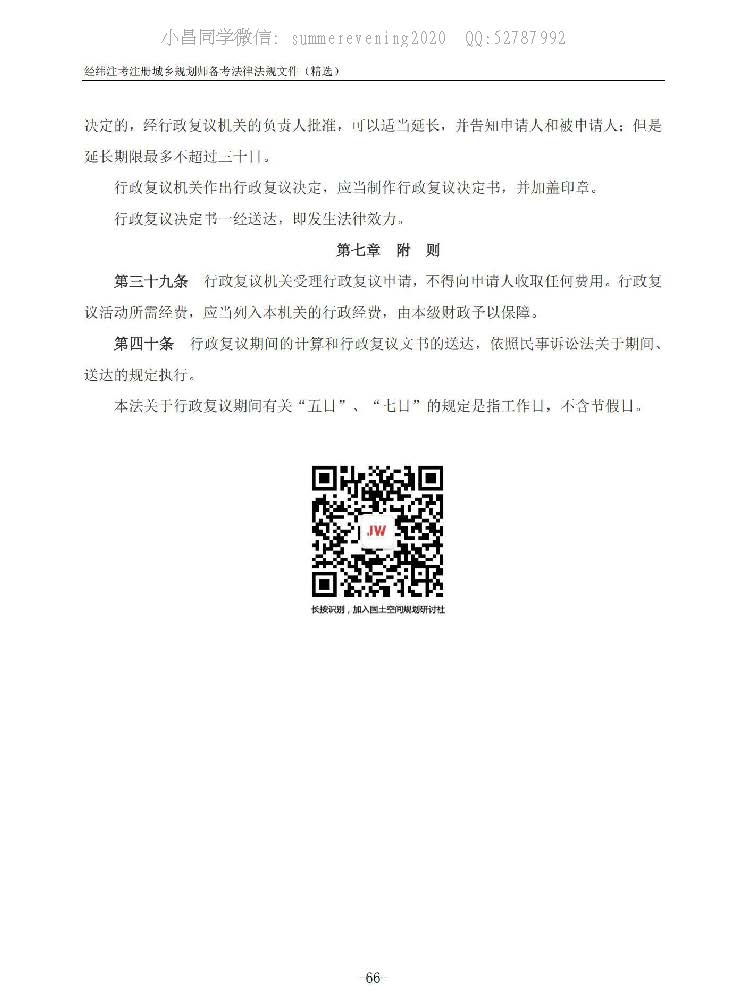 小昌同学微信: summerevening2020 QQ:52787992
经纬注考注册城乡规划师备考法律法规文件（精选）
决定的，经行政复议机关的负责人批准，可以适当延长，并告知申请人和被申请人；但是
延长期限最多不超过三十日。
行政复议机关作出行政复议决定，应当制作行政复议决定书，并加盖印章。
行政复议决定书一经送达，即发生法律效力。
第七章 附 则
第三十九条 行政复议机关受理行政复议申请，不得向申请人收取任何费用。行政复
议活动所需经费，应当列入本机关的行政经费，由本级财政予以保障。
第四十条 行政复议期间的计算和行政复议文书的送达，依照民事诉讼法关于期间、
送达的规定执行。
本法关于行政复议期间有关“五日”、“七日”的规定是指工作日，不含节假日。
JW
长按识别，加入国土空间规划研讨社
-66-